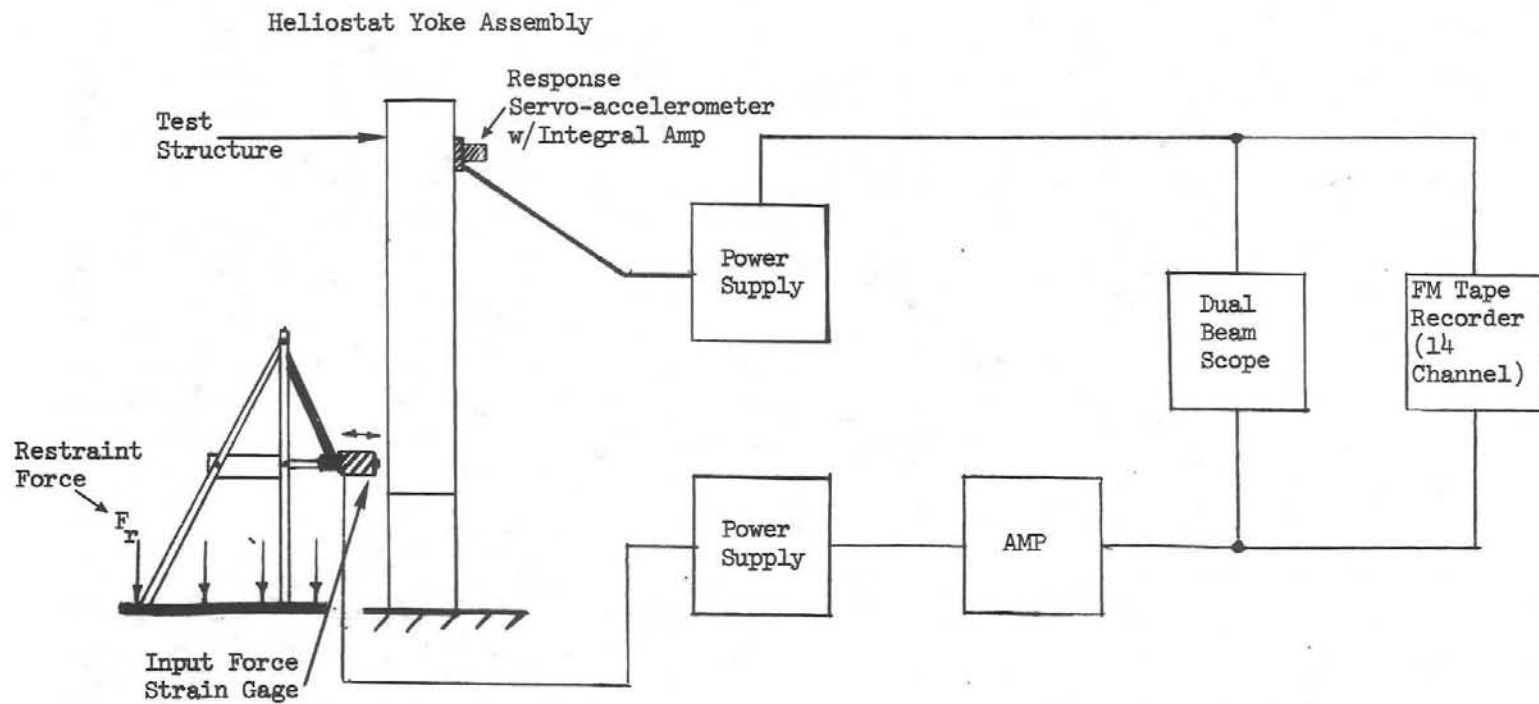 Heliostat Yoke Assembly
Response
Servo-accelerometer
w/Integral Amp
Test
Structure
Power
Supply
Dual
Beam
Scope
FM Tape
Recorder
(14
Channel)
Restraint
Force
Fr
Power
Supply
AMP
Input Force
Strain Gage